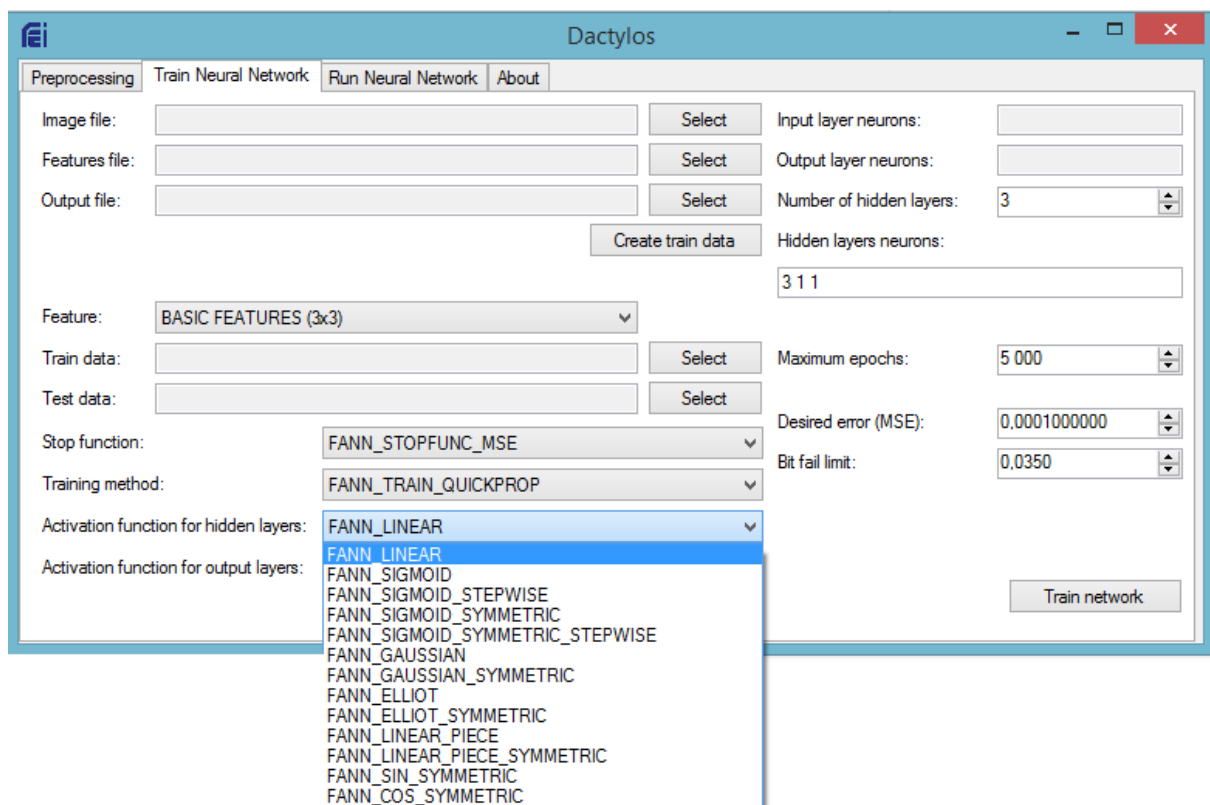 Dactylos
Preprocessing Train Neural Network Run Neural Network About
Image file: Select Input layer neurons:
Features file: Select Output layer neurons:
Output file: Select Number of hidden layers: 3
Create train data Hidden layers neurons:
3 1 1
Feature: BASIC FEATURES (3x3)
Train data: Select Maximum epochs: 5 000
Test data: Select
Desired error (MSE): 0,0001000000
Stop function: FANN_STOPFUNC_MSE
Bit fail limit: 0,0350
Training method: FANN_TRAIN_QUICKPROP
Activation function for hidden layers: FANN_LINEAR
FANN_LINEAR
Activation function for output layers:
FANN_SIGMOID
FANN_SIGMOID_STEPWISE
Train network
FANN_SIGMOID_SYMMETRIC
FANN_SIGMOID_SYMMETRIC_STEPWISE
FANN_GAUSSIAN
FANN_GAUSSIAN_SYMMETRIC
FANN_ELLIOT
FANN_ELLIOT_SYMMETRIC
FANN_LINEAR_PIECE
FANN_LINEAR_PIECE_SYMMETRIC
FANN_SIN_SYMMETRIC
FANN_COS_SYMMETRIC